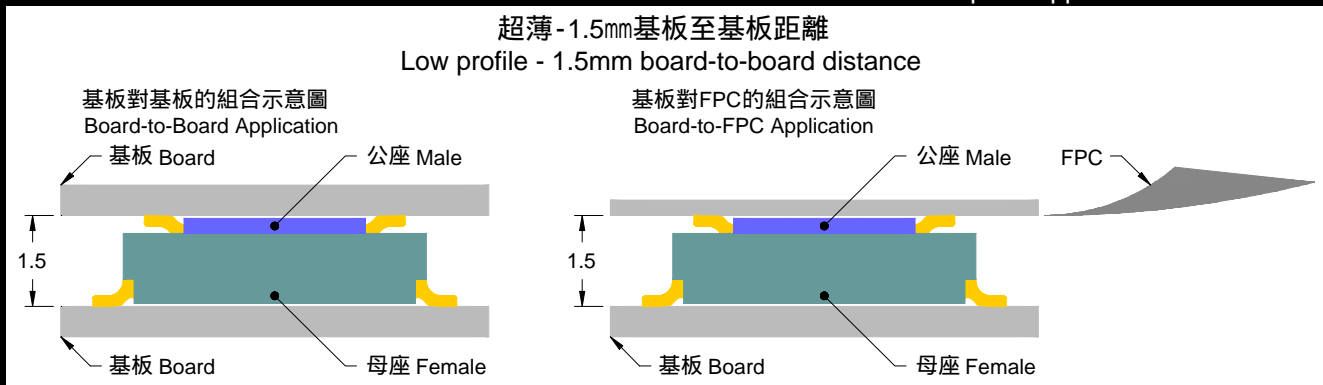 超薄-1.5㎜基板至基板距離
Low profile - 1.5mm board-to-board distance
基板對基板的組合示意圖
Board-to-Board Application
基板 Board
公座 Male
1.5
基板 Board
母座 Female
基板對FPC的組合示意圖
Board-to-FPC Application
公座 Male
FPC
1.5
基板 Board
母座 Female